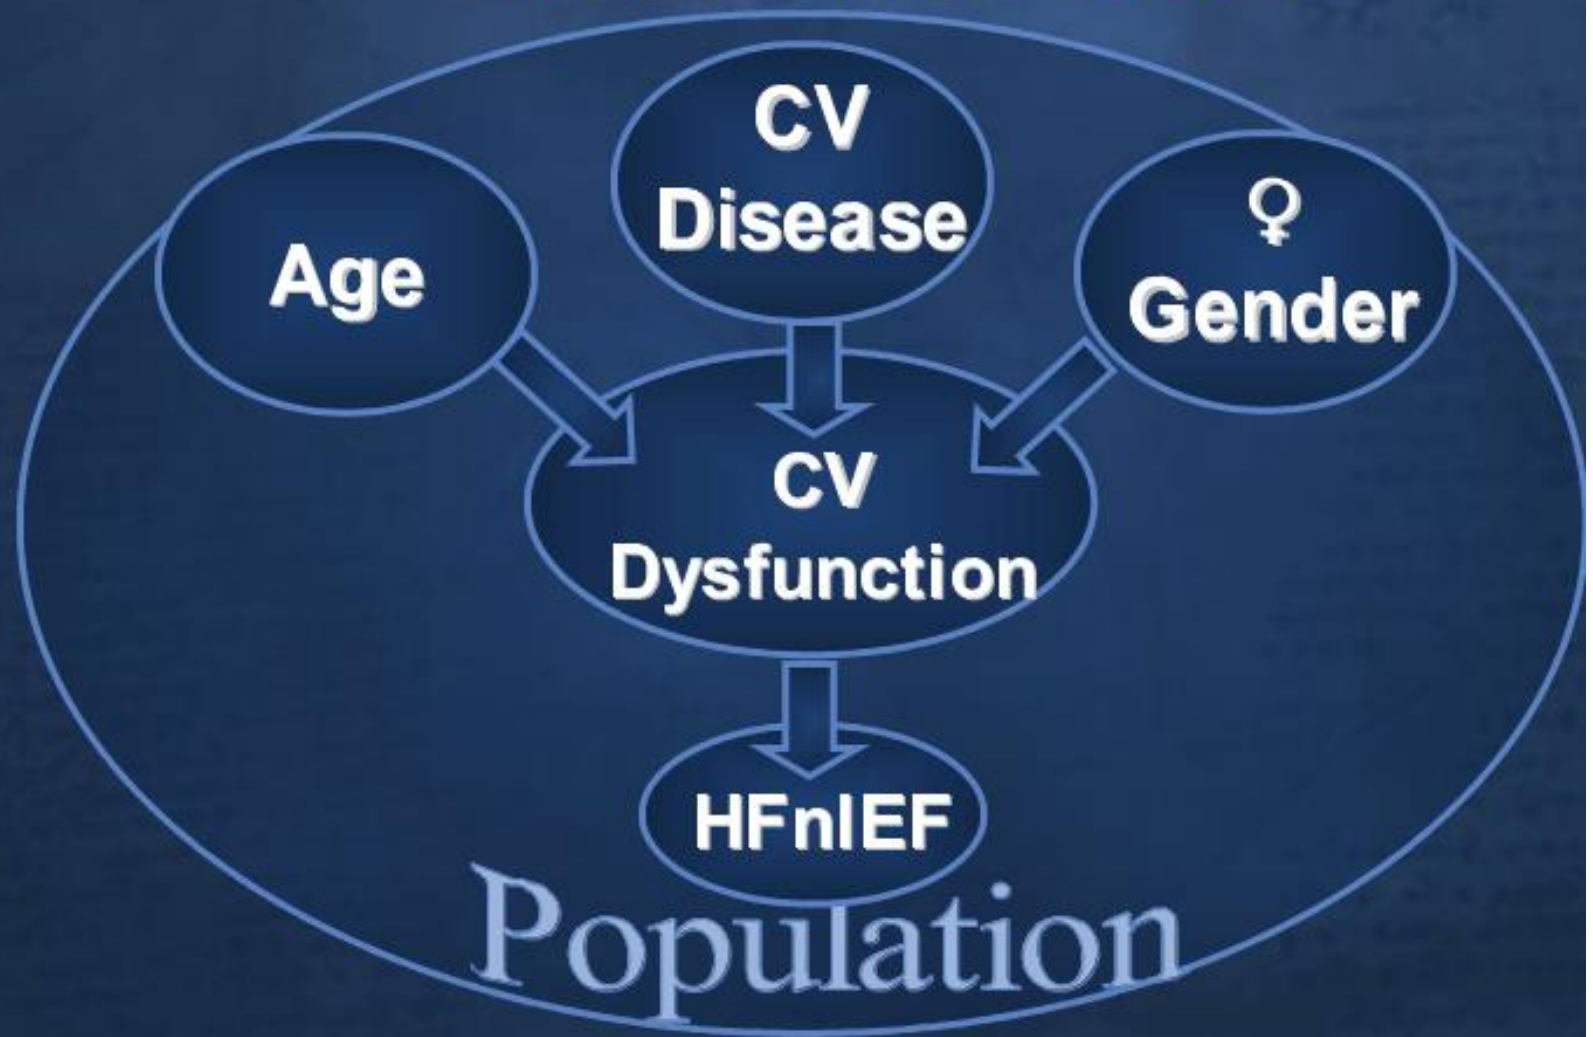 CV
Disease
Age
♀
Gender
CV
Dysfunction
HFnlEF
Population